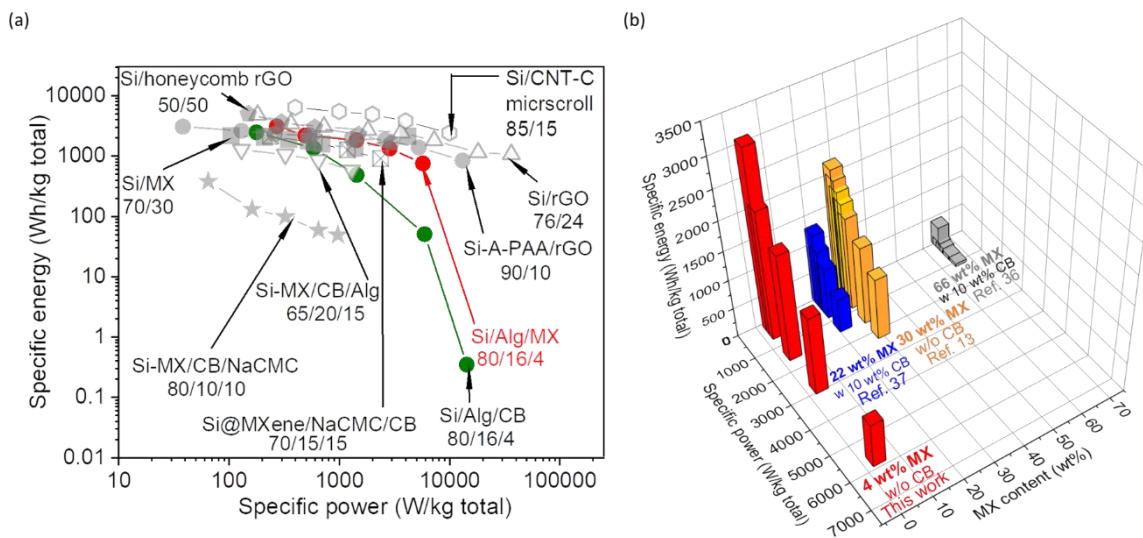 (a)
Si/honeycomb rGO
50/50
Si/CNT-C
micrscroll
85/15
Si/MX
70/30
Si/rGO
76/24
Si-A-PAA/rGO
90/10
Si-MX/CB/Alg
65/20/15
Si-MX/CB/NaCMC
80/10/10
Si/Alg/MX
80/16/4
Si@MXene/NaCMC/CB
70/15/15
Si/Alg/CB
80/16/4
10000
1000
100
10
1
0.1
0.01
Specific energy (Wh/kg total)
10
100
1000
10000
Specific power (W/kg total)
(b)
3500
3000
2500
2000
1500
1000
500
0
Specific energy (Wh/kg total)
0
1000
2000
3000
4000
5000
6000
7000
Specific power (W/kg total)
0
10
20
30
40
50
60
70
MX content (wt%)
66 wt% MX
w 10 wt% CB
Ref. 36
30 wt% MX
w/o CB
Ref. 13
22 wt% MX
w 10 wt% CB
Ref. 37
4 wt% MX
w/o CB
This work